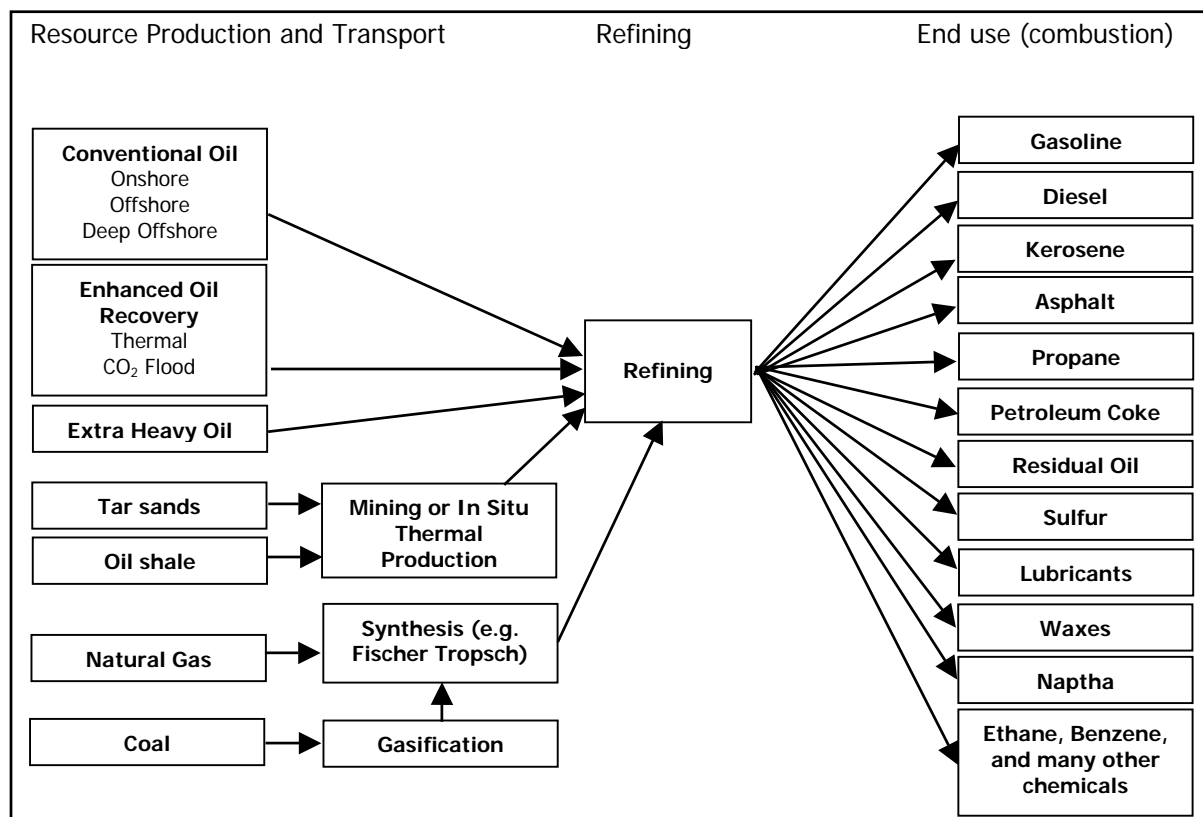 Resource Production and Transport
Refining
End use (combustion)
Conventional Oil
Onshore
Offshore
Deep Offshore
Enhanced Oil
Recovery
Thermal
CO₂ Flood
Extra Heavy Oil
Tar sands
Oil shale
Natural Gas
Coal
Mining or In Situ
Thermal
Production
Synthesis (e.g.
Fischer Tropsch)
Gasification
Refining
Gasoline
Diesel
Kerosene
Asphalt
Propane
Petroleum Coke
Residual Oil
Sulfur
Lubricants
Waxes
Naptha
Ethane, Benzene,
and many other
chemicals